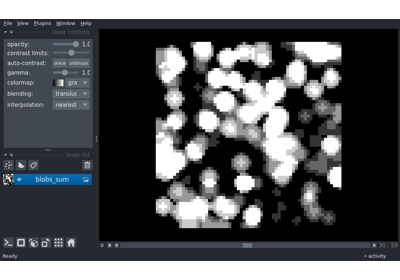 File View Plugins Window Help
layer controls
opacity: 1.0
contrast limits:
auto-contrast: once continuous
gamma: 1.0
colormap: gra
blending: transluc
interpolation: nearest
layer list
blobs_sum
0 30 59
Ready activity